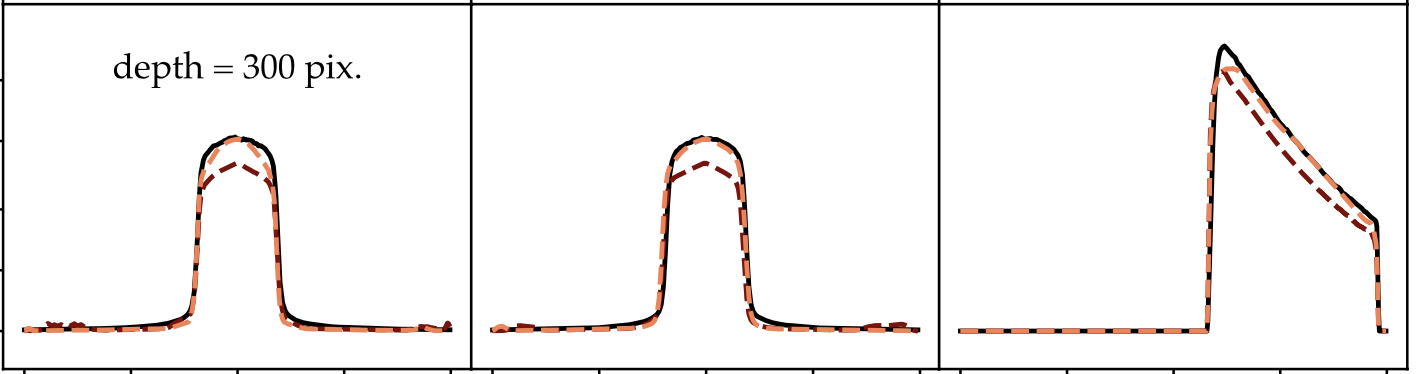 depth = 300 pix.